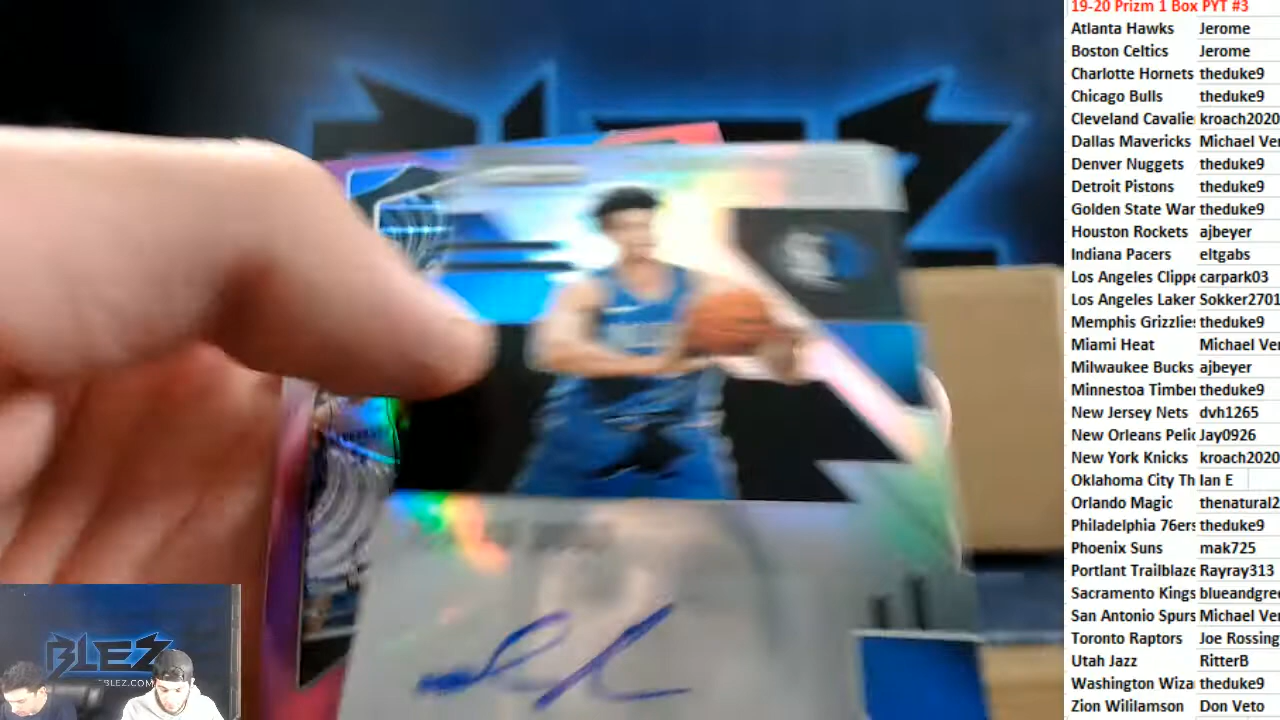 19-20 Prizm 1 Box PYT #3
Atlanta Hawks Jerome
Boston Celtics Jerome
Charlotte Hornets theduke9
Chicago Bulls theduke9
Cleveland Cavalie kroach2020
Dallas Mavericks Michael Ver
Denver Nuggets theduke9
Detroit Pistons theduke9
Golden State War theduke9
Houston Rockets ajbeyer
Indiana Pacers eltgabs
Los Angeles Clippe carpark03
Los Angeles Laker Sokker2701
Memphis Grizzlies theduke9
Miami Heat Michael Ver
Milwaukee Bucks ajbeyer
Minnestoa Timber theduke9
New Jersey Nets dvh1265
New Orleans Pelic Jay0926
New York Knicks kroach2020
Oklahoma City Th Ian E
Orlando Magic thenatural2
Philadelphia 76ers theduke9
Phoenix Suns mak725
Portlant Trailblaze Rayray313
Sacramento Kings blueandgree
San Antonio Spurs Michael Ver
Toronto Raptors Joe Rossing
Utah Jazz RitterB
Washington Wiza theduke9
Zion Wililamson Don Veto
BLEZ
BLEZ.COM